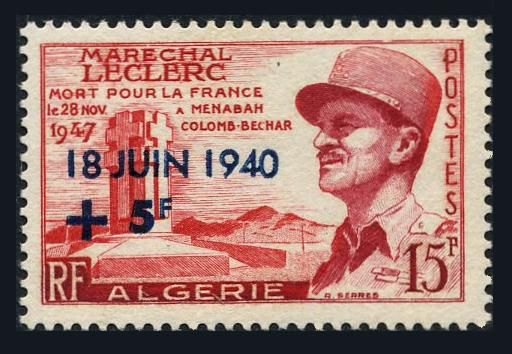 MARECHAL
LECLERC
MORT POUR LA FRANCE
le 28 NOV. A MENABAH
1947 COLOMB-BECHAR
POSTES
18 JUIN 1940
+ 5F
15F
RF ALGERIE
R. SERRES